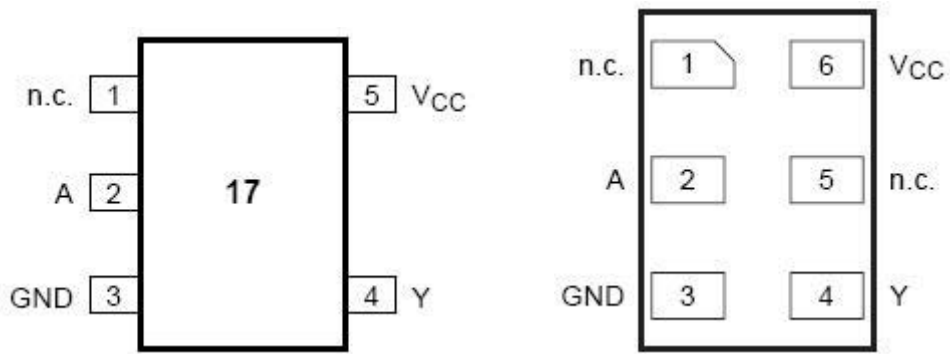 n.c. 1 5 VCC
A 2 17
GND 3 4 Y
n.c. 1 6 VCC
A 2 5 n.c.
GND 3 4 Y